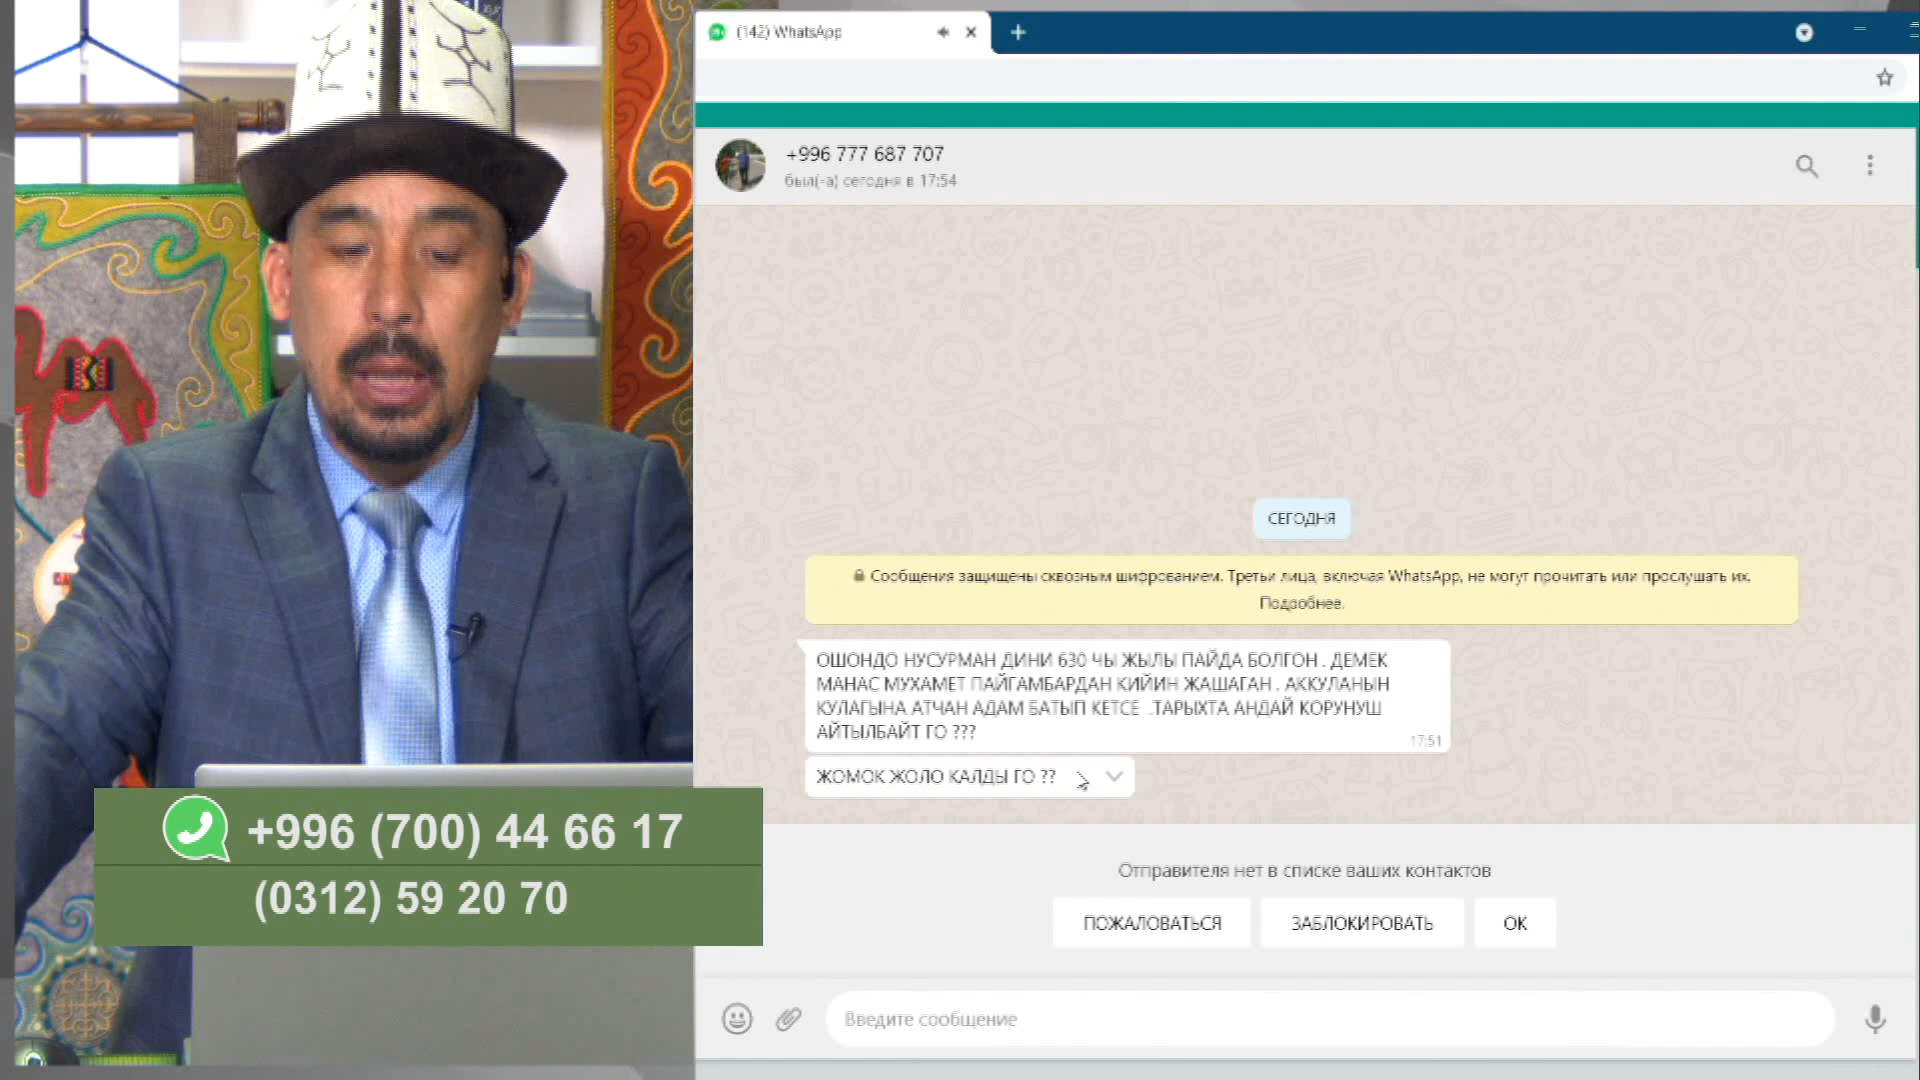 (142) WhatsApp
+996 777 687 707
был(-а) сегодня в 17:54
СЕГОДНЯ
Сообщения защищены сквозным шифрованием. Третьи лица, включая WhatsApp, не могут прочитать или прослушать их.
Подробнее.
ОШОНДО НУСУРМАН ДИНИ 630 ЧЫ ЖЫЛЫ ПАЙДА БОЛГОН . ДЕМЕК
МАНАС МУХАМЕТ ПАЙГАМБАРДАН КИЙИН ЖАШАГАН . АККУЛАНЫН
КУЛАГЫНА АТЧАН АДАМ БАТЫП КЕТСЕ .ТАРЫХТА АНДАЙ КОРУНУШ
АЙТЫЛБАЙТ ГО ???
17:51
ЖОМОК ЖОЛО КАЛДЫ ГО ??
Отправителя нет в списке ваших контактов
ПОЖАЛОВАТЬСЯ ЗАБЛОКИРОВАТЬ ОК
Введите сообщение
+996 (700) 44 66 17
(0312) 59 20 70